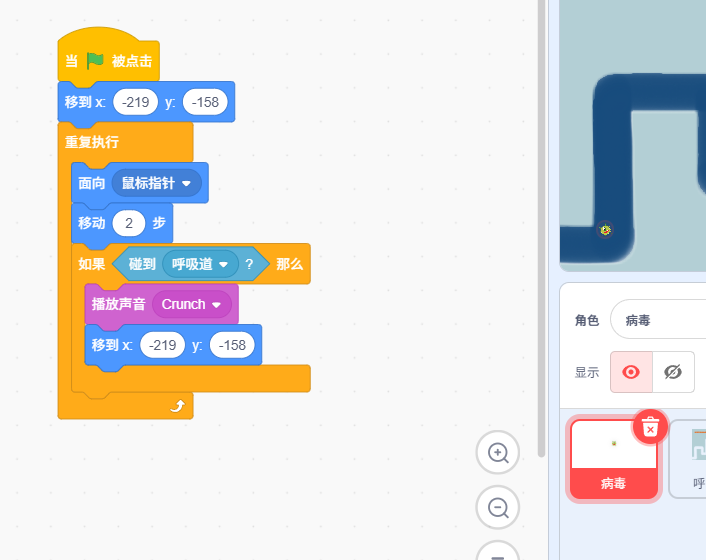 当 被点击
移到 x: -219 y: -158
重复执行
面向 鼠标指针
移动 2 步
如果 碰到 呼吸道 ? 那么
播放声音 Crunch
移到 x: -219 y: -158
角色 病毒
显示
病毒
呼